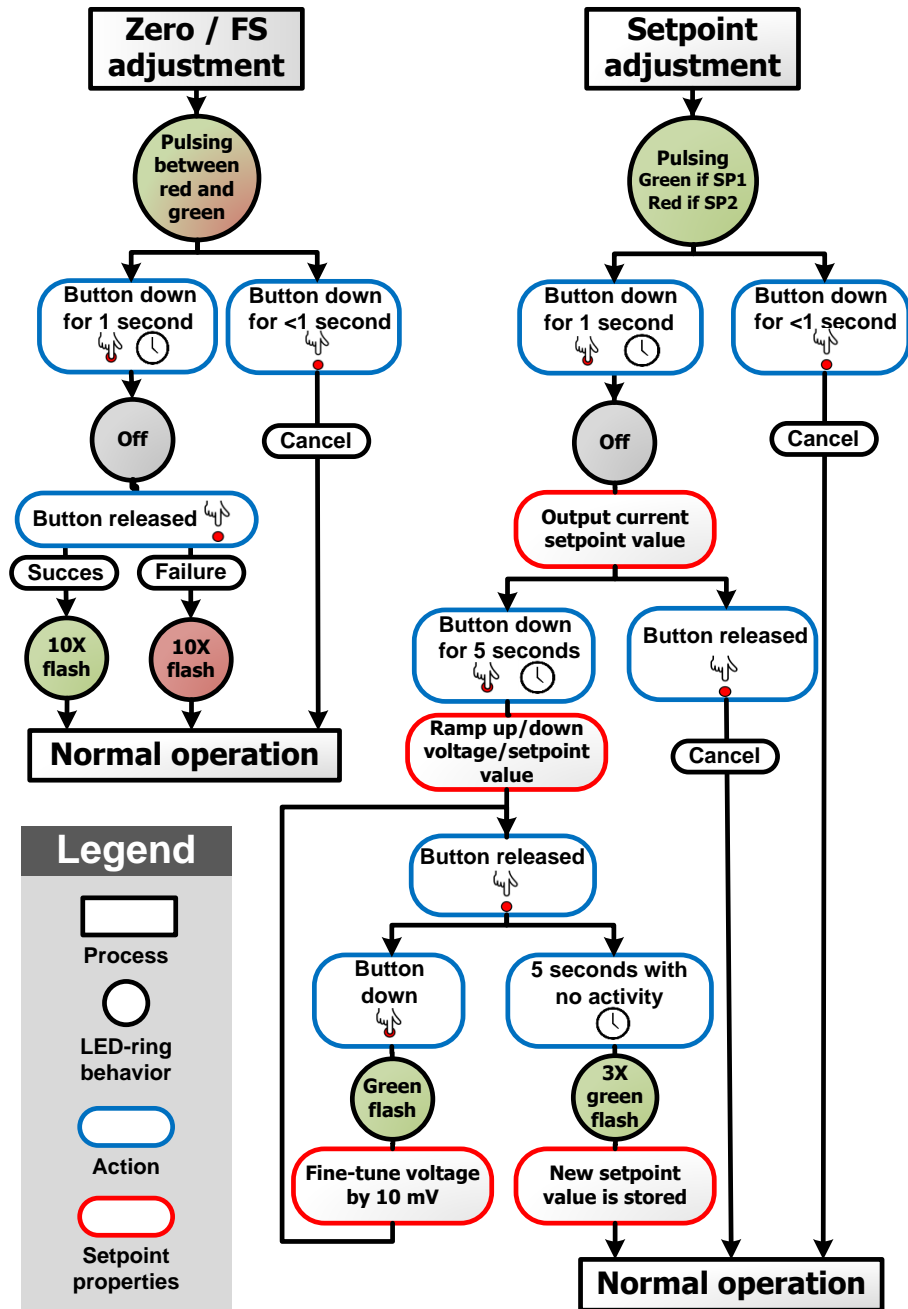 Zero / FS
adjustment
Pulsing
between
red and
green
Button down
for 1 second
Button down
for <1 second
Off
Cancel
Button released
Succes
Failure
10X
flash
10X
flash
Normal operation
Setpoint
adjustment
Pulsing
Green if SP1
Red if SP2
Button down
for 1 second
Button down
for <1 second
Off
Cancel
Output current
setpoint value
Button down
for 5 seconds
Button released
Ramp up/down
voltage/setpoint
value
Cancel
Button released
Button
down
5 seconds with
no activity
Green
flash
3X
green
flash
Fine-tune voltage
by 10 mV
New setpoint
value is stored
Normal operation
Legend
Process
LED-ring
behavior
Action
Setpoint
properties